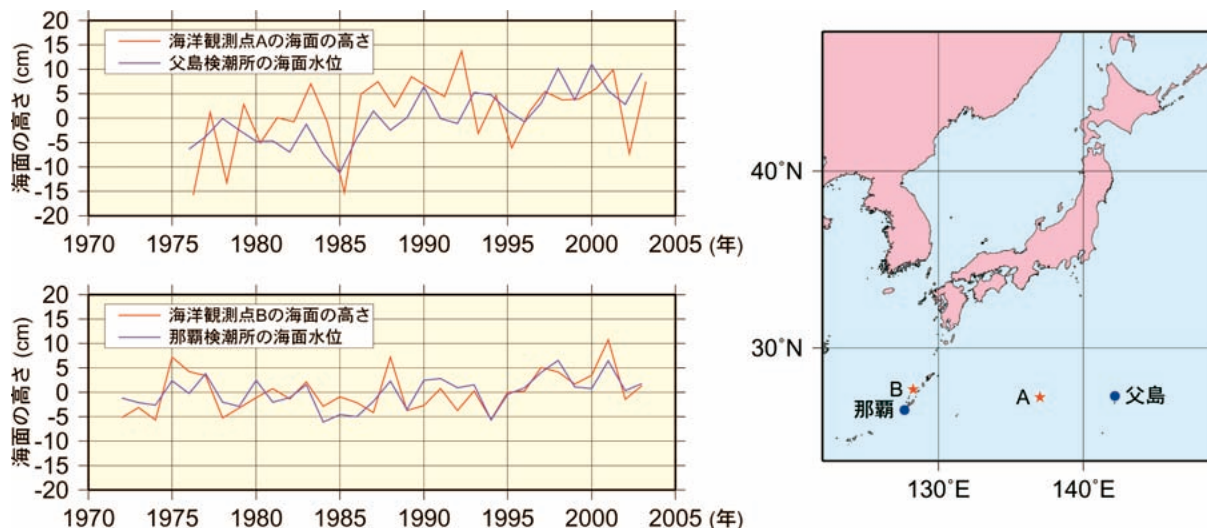 海面の高さ (cm)
20
15
10
5
0
-5
-10
-15
-20
海洋観測点Aの海面の高さ
父島検潮所の海面水位
1970 1975 1980 1985 1990 1995 2000 2005 (年)
海面の高さ (cm)
20
15
10
5
0
-5
-10
-15
-20
海洋観測点Bの海面の高さ
那覇検潮所の海面水位
1970 1975 1980 1985 1990 1995 2000 2005 (年)
40°N
30°N
B
那覇
A
父島
130°E 140°E